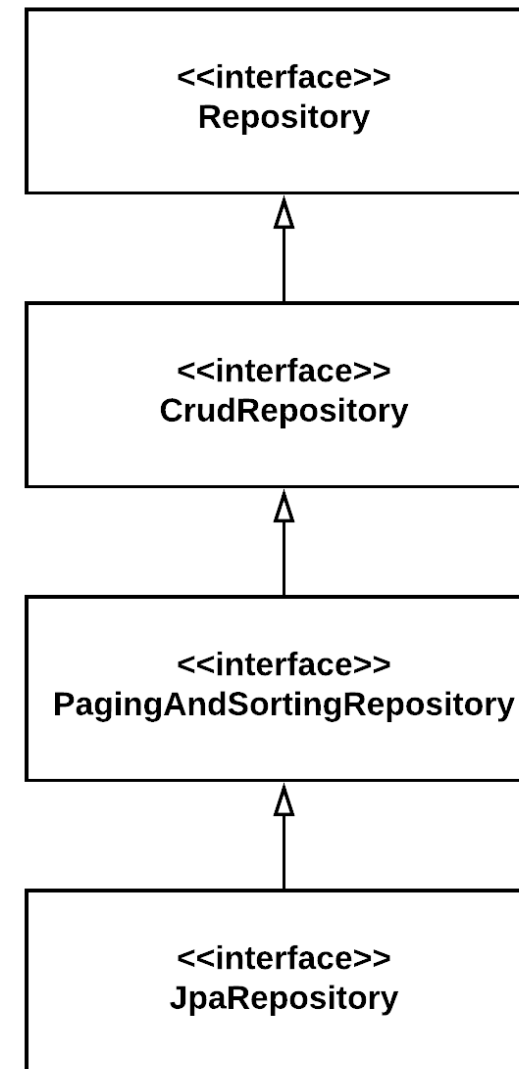 <<interface>>
Repository
<<interface>>
CrudRepository
<<interface>>
PagingAndSortingRepository
<<interface>>
JpaRepository